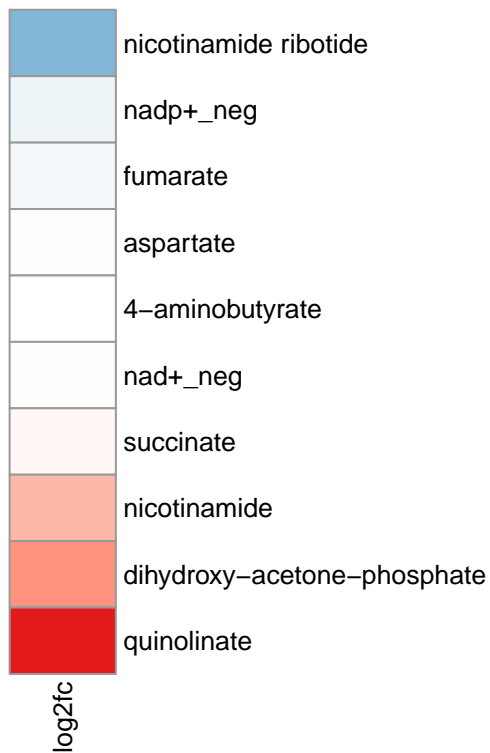 nicotinamide ribotide
nadp+_neg
fumarate
aspartate
4−aminobutyrate
nad+_neg
succinate
nicotinamide
dihydroxy−acetone−phosphate
quinolinate
log2fc